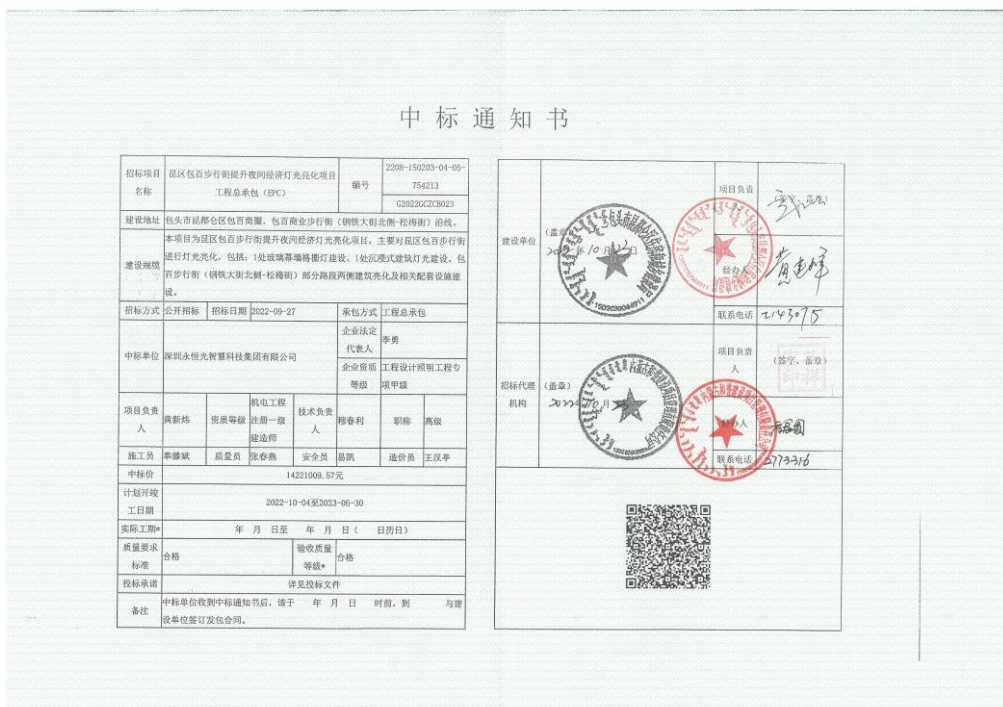 中标通知书
招标项目名称
昆区包百步行街提升夜间经济灯光亮化项目
工程总承包（EPC）
编号
2208-150203-04-05-
754213
G2022GCZCB023
建设地址
包头市昆都仑区包百商圈、包百商业步行街（钢铁大街北侧-松梅街）沿线。
建设规模
本项目为昆区包百步行街提升夜间经济灯光亮化项目，主要对昆区包百步行街
进行灯光亮化，包括：1处玻璃幕墙格栅灯建设、1处沉浸式建筑灯光建设、包
百步行街（钢铁大街北侧-松梅街）部分路段两侧建筑亮化及相关配套设施建
设。
招标方式 公开招标 招标日期 2022-09-27 承包方式 工程总承包
中标单位 深圳永恒光智慧科技集团有限公司
企业法定
代表人
李勇
企业资质
等级
工程设计照明工程专
项甲级
项目负责
人
黄新炜
资质等级
机电工程
注册一级
建造师
技术负责
人
穆春利
职称 高级
施工员 秦滕斌 质量员 张春燕 安全员 易凯 造价员 王汉亭
中标价 14221009.57元
计划开竣
工日期
2022-10-04至2023-06-30
实际工期* 年 月 日至 年 月 日（ 日历日）
质量要求
标准
合格
验收质量
等级*
合格
投标承诺 详见投标文件
备注
中标单位收到中标通知书后，请于 年 月 日 时前，到 与建
设单位签订发包合同。
建设单位
（盖章）
年10月 日
项目负责
经办人
联系电话 2143075
招标代理
机构
（盖章）
2022年10月
项目负责
人
（签字、盖章）
经办人
联系电话 2773316
1502030044911